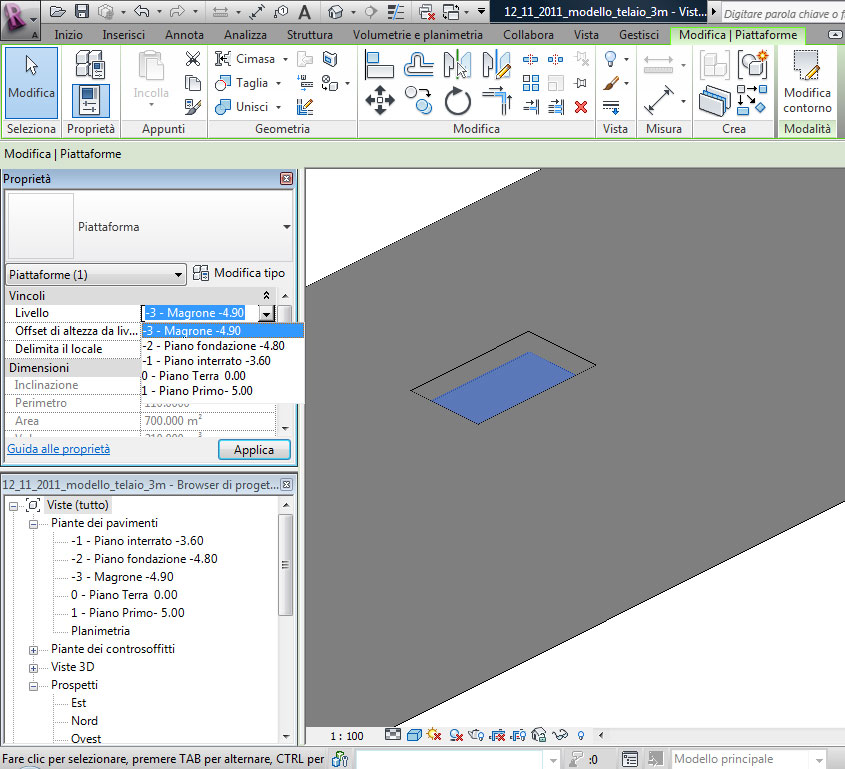 12_11_2011_modello_telaio_3m - Vist...
Digitare parola chiave o f
Inizio Inserisci Annota Analizza Struttura Volumetrie e planimetria Collabora Vista Gestisci Modifica | Piattaforme
Modifica
Incolla
Cimasa
Taglia
Unisci
Modifica contorno
Seleziona Proprietà Appunti Geometria Modifica Vista Misura Crea Modalità
Modifica | Piattaforme
Proprietà
Piattaforma
Piattaforme (1)
Modifica tipo
Vincoli
Livello -3 - Magrone -4.90
Offset di altezza da liv... -3 - Magrone -4.90
-2 - Piano fondazione -4.80
Delimita il locale
-1 - Piano interrato -3.60
Dimensioni
0 - Piano Terra 0.00
Inclinazione
1 - Piano Primo- 5.00
Perimetro
Area 700.000 m²
Guida alle proprietà
Applica
12_11_2011_modello_telaio_3m - Browser di proget...
Viste (tutto)
Piante dei pavimenti
-1 - Piano interrato -3.60
-2 - Piano fondazione -4.80
-3 - Magrone -4.90
0 - Piano Terra 0.00
1 - Piano Primo- 5.00
Planimetria
Piante dei controsoffitti
Viste 3D
Prospetti
Est
Nord
Ovest
1 : 100
Fare clic per selezionare, premere TAB per alternare, CTRL per
:0
Modello principale